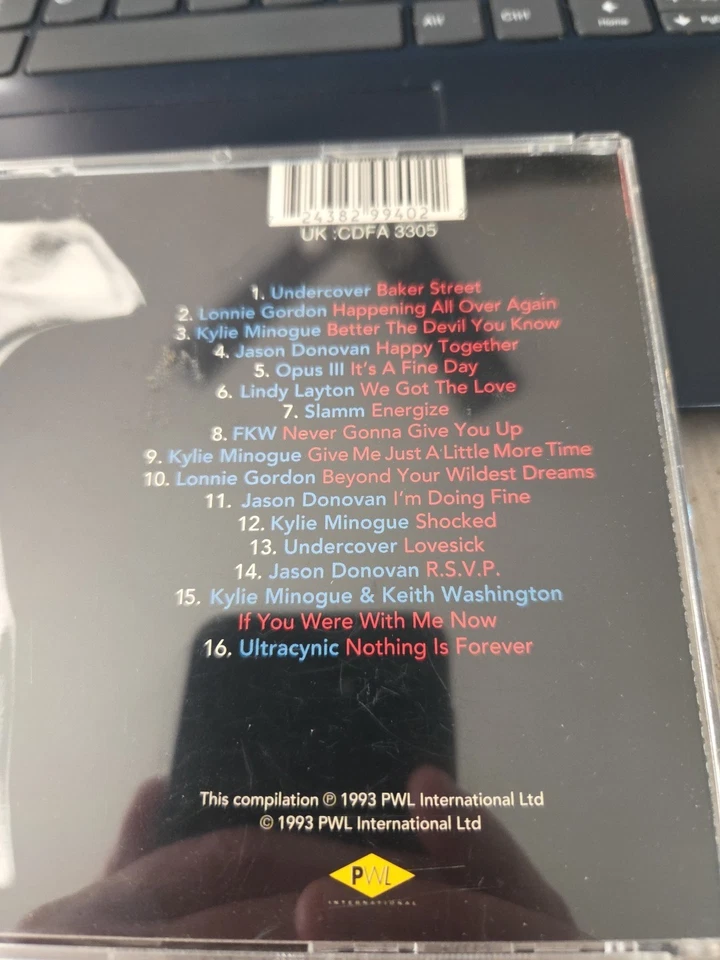 Alt
Ctrl
Home
24382 99402
UK :CDFA 3305
1. Undercover Baker Street
2. Lonnie Gordon Happening All Over Again
3. Kylie Minogue Better The Devil You Know
4. Jason Donovan Happy Together
5. Opus III It's A Fine Day
6. Lindy Layton We Got The Love
7. Slamm Energize
8. FKW Never Gonna Give You Up
9. Kylie Minogue Give Me Just A Little More Time
10. Lonnie Gordon Beyond Your Wildest Dreams
11. Jason Donovan I'm Doing Fine
12. Kylie Minogue Shocked
13. Undercover Lovesick
14. Jason Donovan R.S.V.P.
15. Kylie Minogue & Keith Washington
If You Were With Me Now
16. Ultracynic Nothing Is Forever
This compilation ℗ 1993 PWL International Ltd
© 1993 PWL International Ltd
PWL
INTERNATIONAL